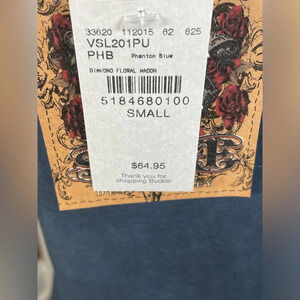 33620 112015 62 625
VSL201PU
PHB Phantom Blue
DIAMOND FLORAL MADON
5184680100
SMALL
$64.95
Thank you for
shopping Buckle